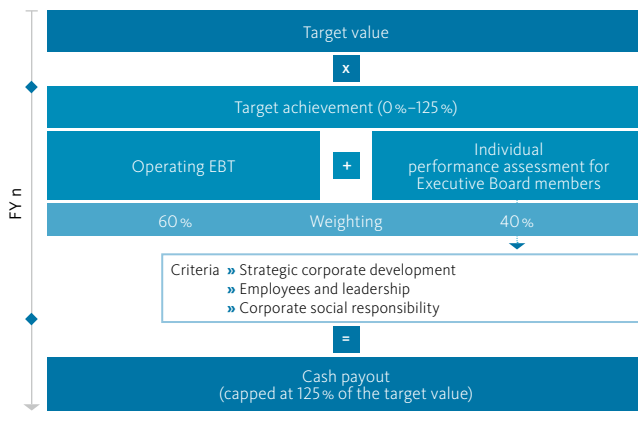 Target value
x
Target achievement (0 %–125 %)
Operating EBT
+
Individual
performance assessment for
Executive Board members
60 %
Weighting
40 %
FY n
Criteria » Strategic corporate development
» Employees and leadership
» Corporate social responsibility
=
Cash payout
(capped at 125 % of the target value)